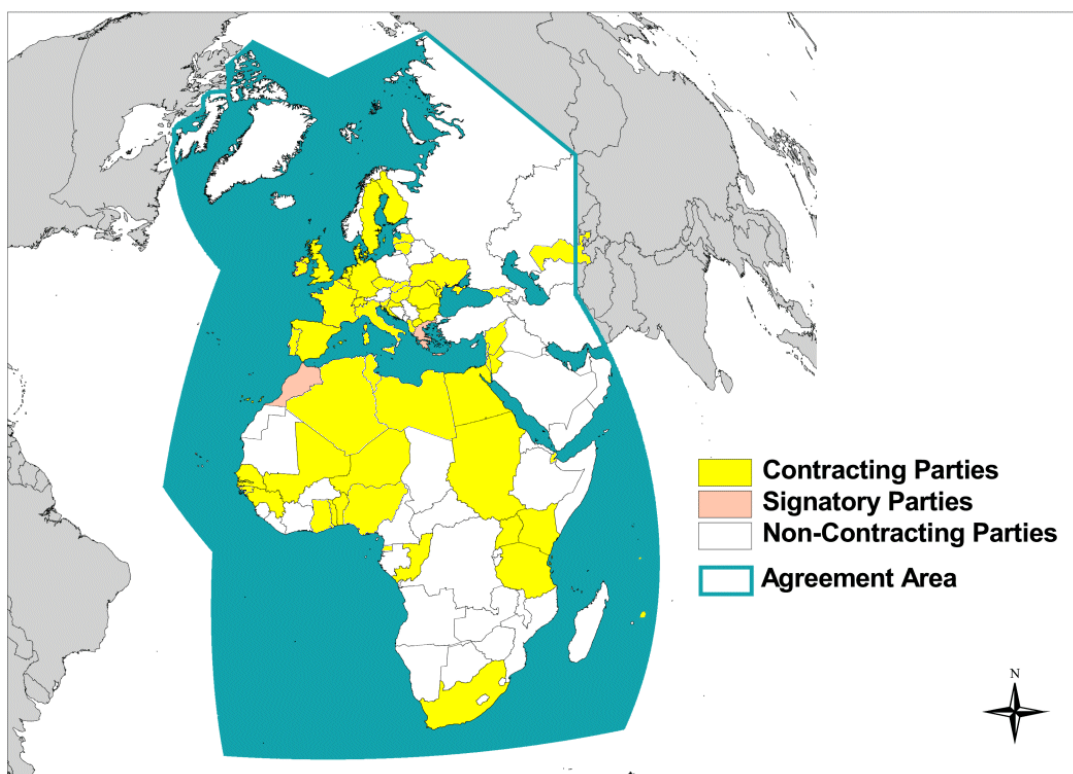 Contracting Parties
Signatory Parties
Non-Contracting Parties
Agreement Area
N